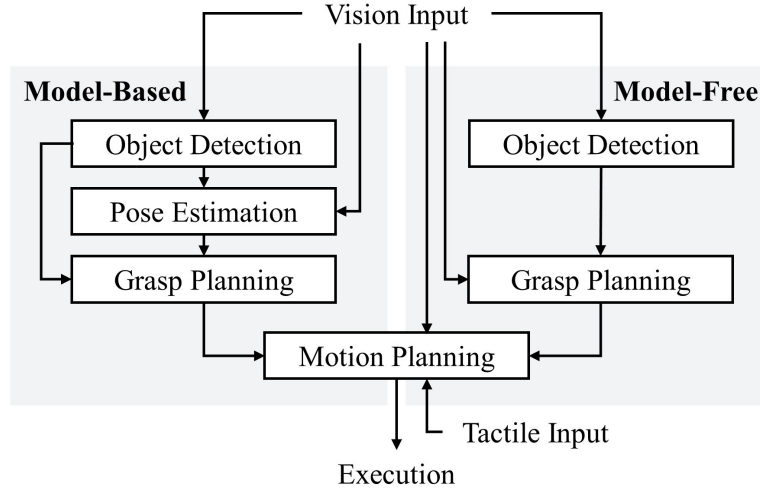 Vision Input
Model-Based
Model-Free
Object Detection
Object Detection
Pose Estimation
Grasp Planning
Grasp Planning
Motion Planning
Tactile Input
Execution